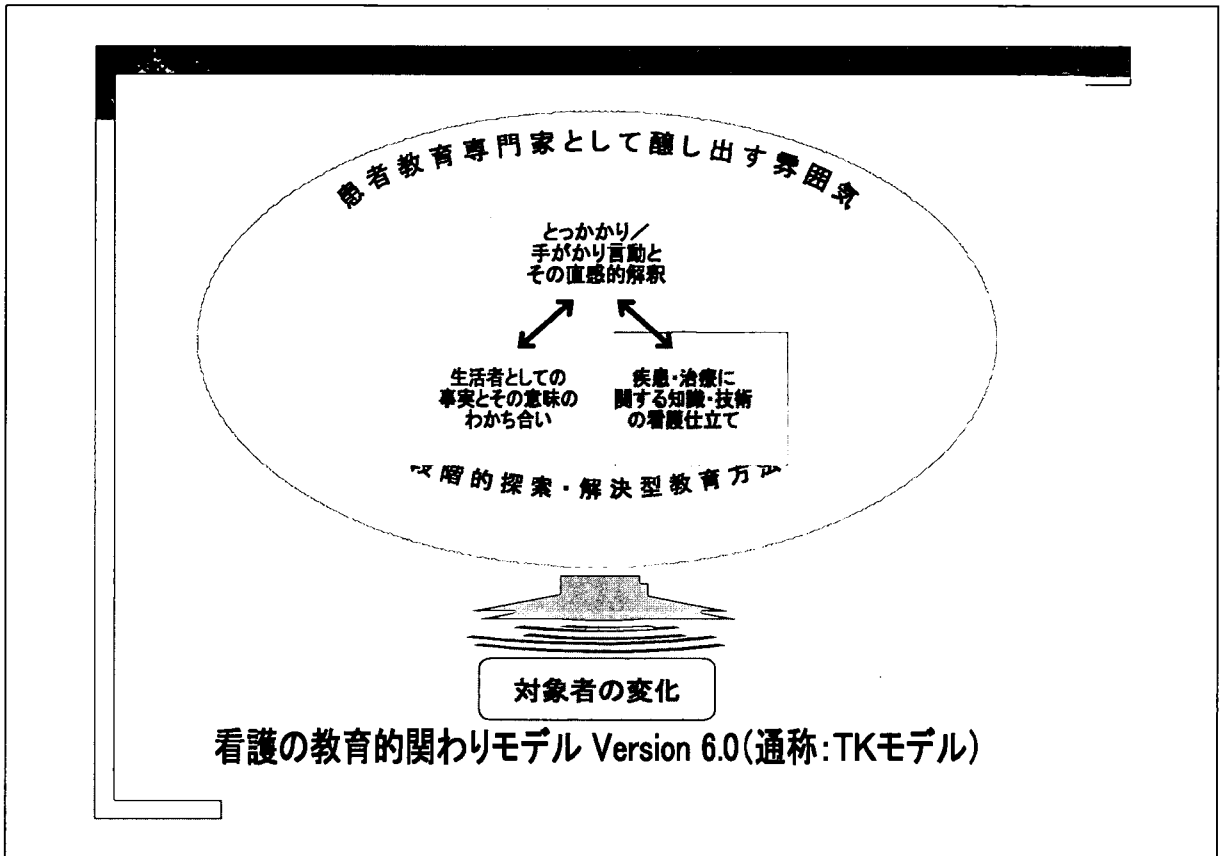 患者教育専門家として醸し出す雰囲気
とっかかり／
手がかり言動と
その直感的解釈
生活者としての
事実とその意味の
わかち合い
疾患・治療に
関する知識・技術
の看護仕立て
段階的探索・解決型教育方法
対象者の変化
看護の教育的関わりモデル Version 6.0(通称:TKモデル)